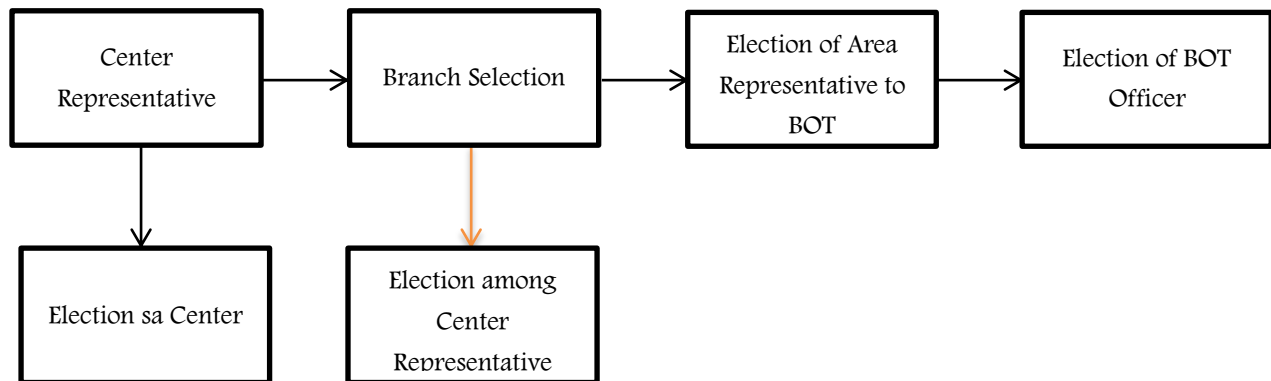 Center
Representative
Branch Selection
Election of Area
Representative to
BOT
Election of BOT
Officer
Election sa Center
Election among
Center
Representative